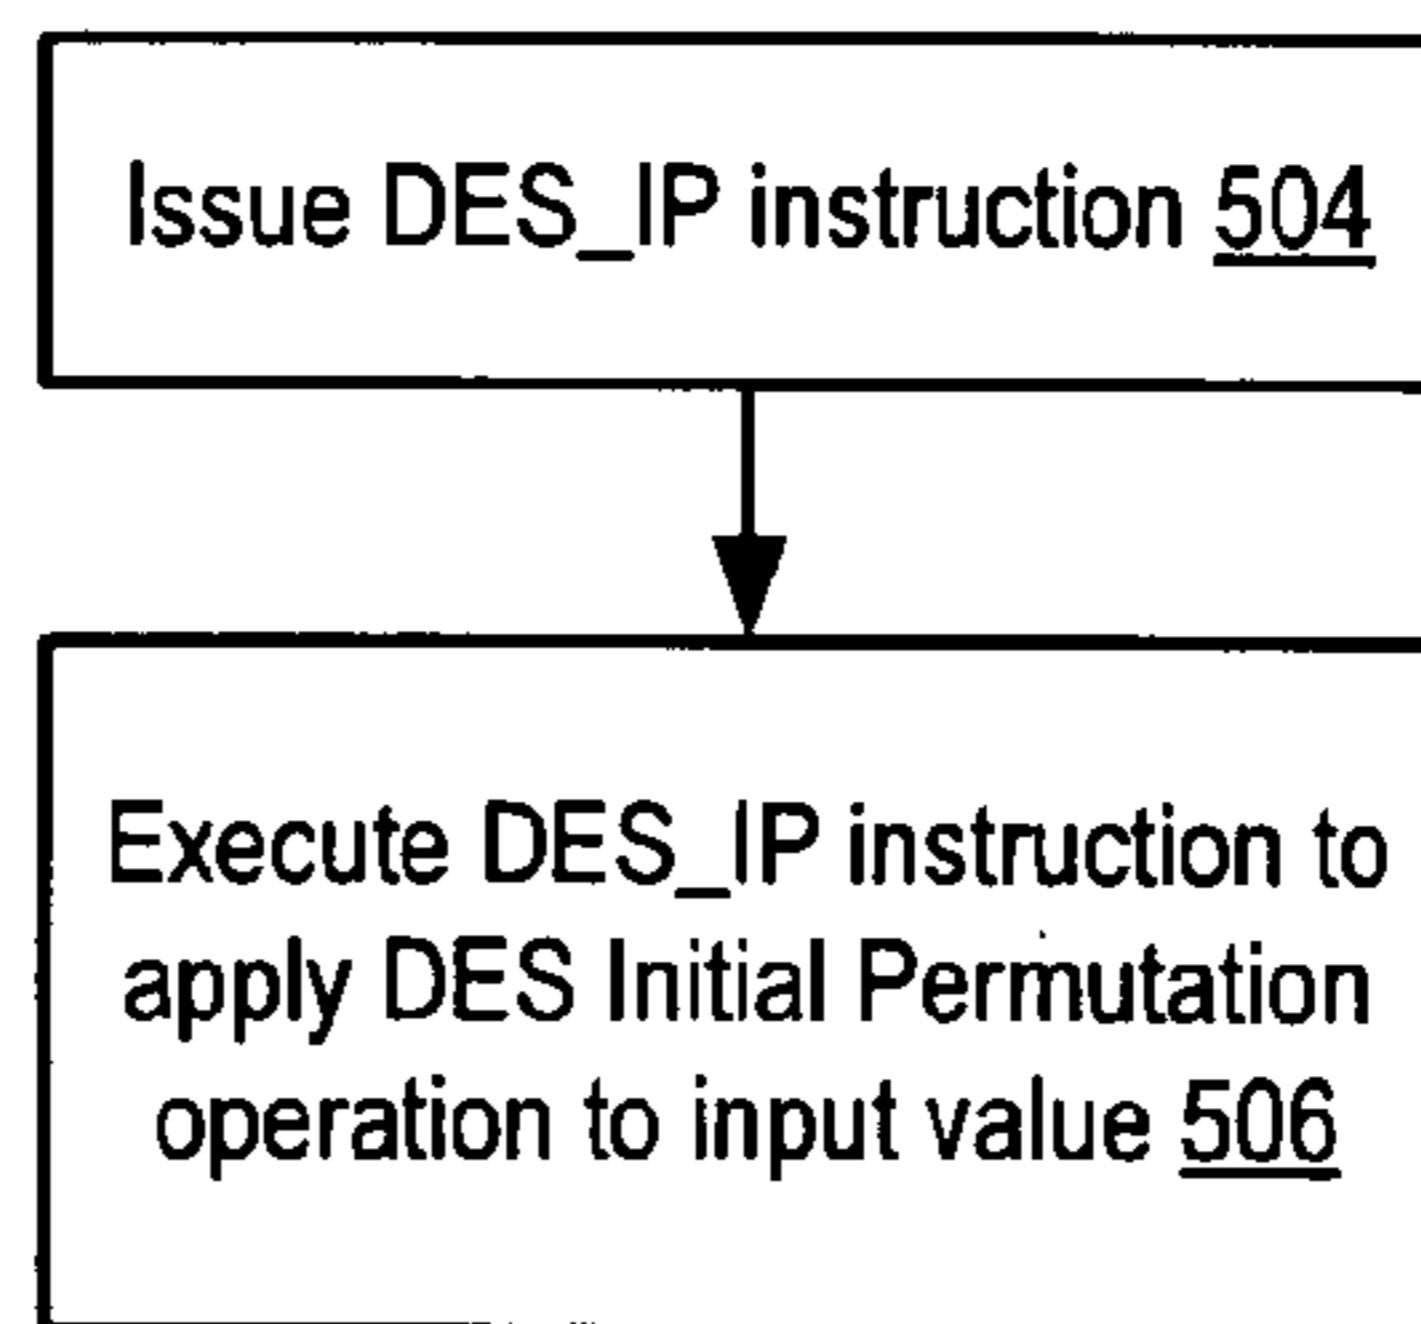 Issue DES_IP instruction 504
Execute DES_IP instruction to
apply DES Initial Permutation
operation to input value 506